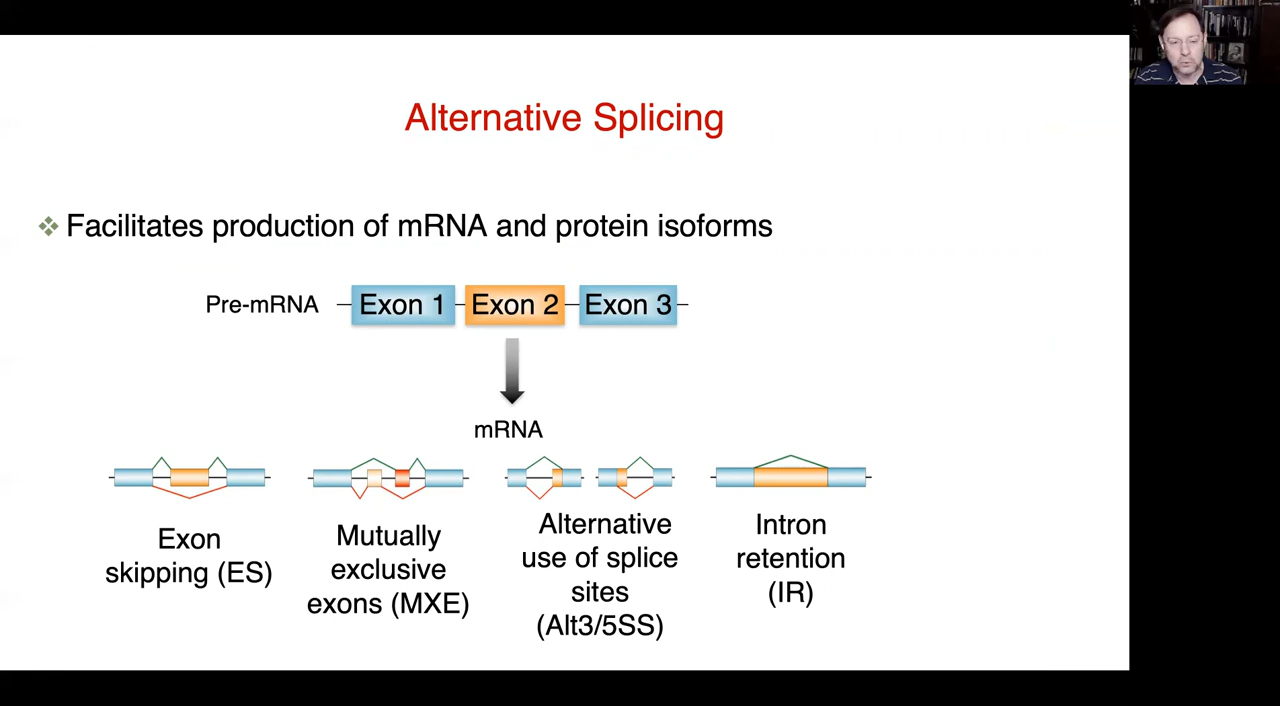 Alternative Splicing
Facilitates production of mRNA and protein isoforms
Pre-mRNA Exon 1 Exon 2 Exon 3
mRNA
Exon
skipping (ES)
Mutually
exclusive
exons (MXE)
Alternative
use of splice
sites
(Alt3/5SS)
Intron
retention
(IR)